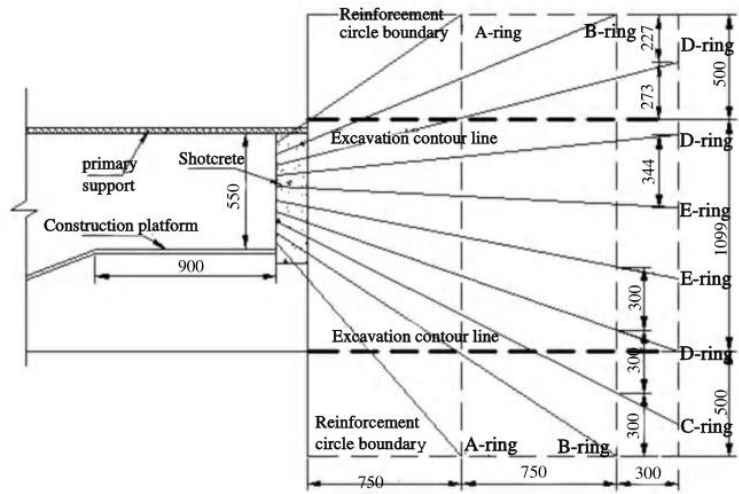 Reinforcement
circle boundary
A-ring
B-ring
227
D-ring
500
273
Excavation contour line
D-ring
primary
support
Shotcrete
550
344
1099
E-ring
Construction platform
900
E-ring
300
Excavation contour line
300
D-ring
500
300
C-ring
Reinforcement
circle boundary
A-ring
B-ring
750
750
300